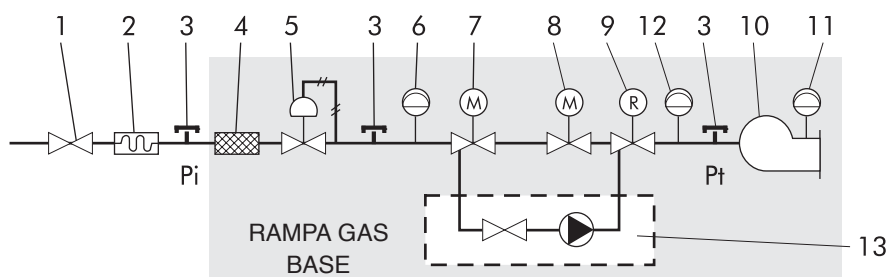 1 2 3 4 5 3 6 7 8 9 12 3 10 11
M M R
Pi Pt
RAMPA GAS
BASE
13